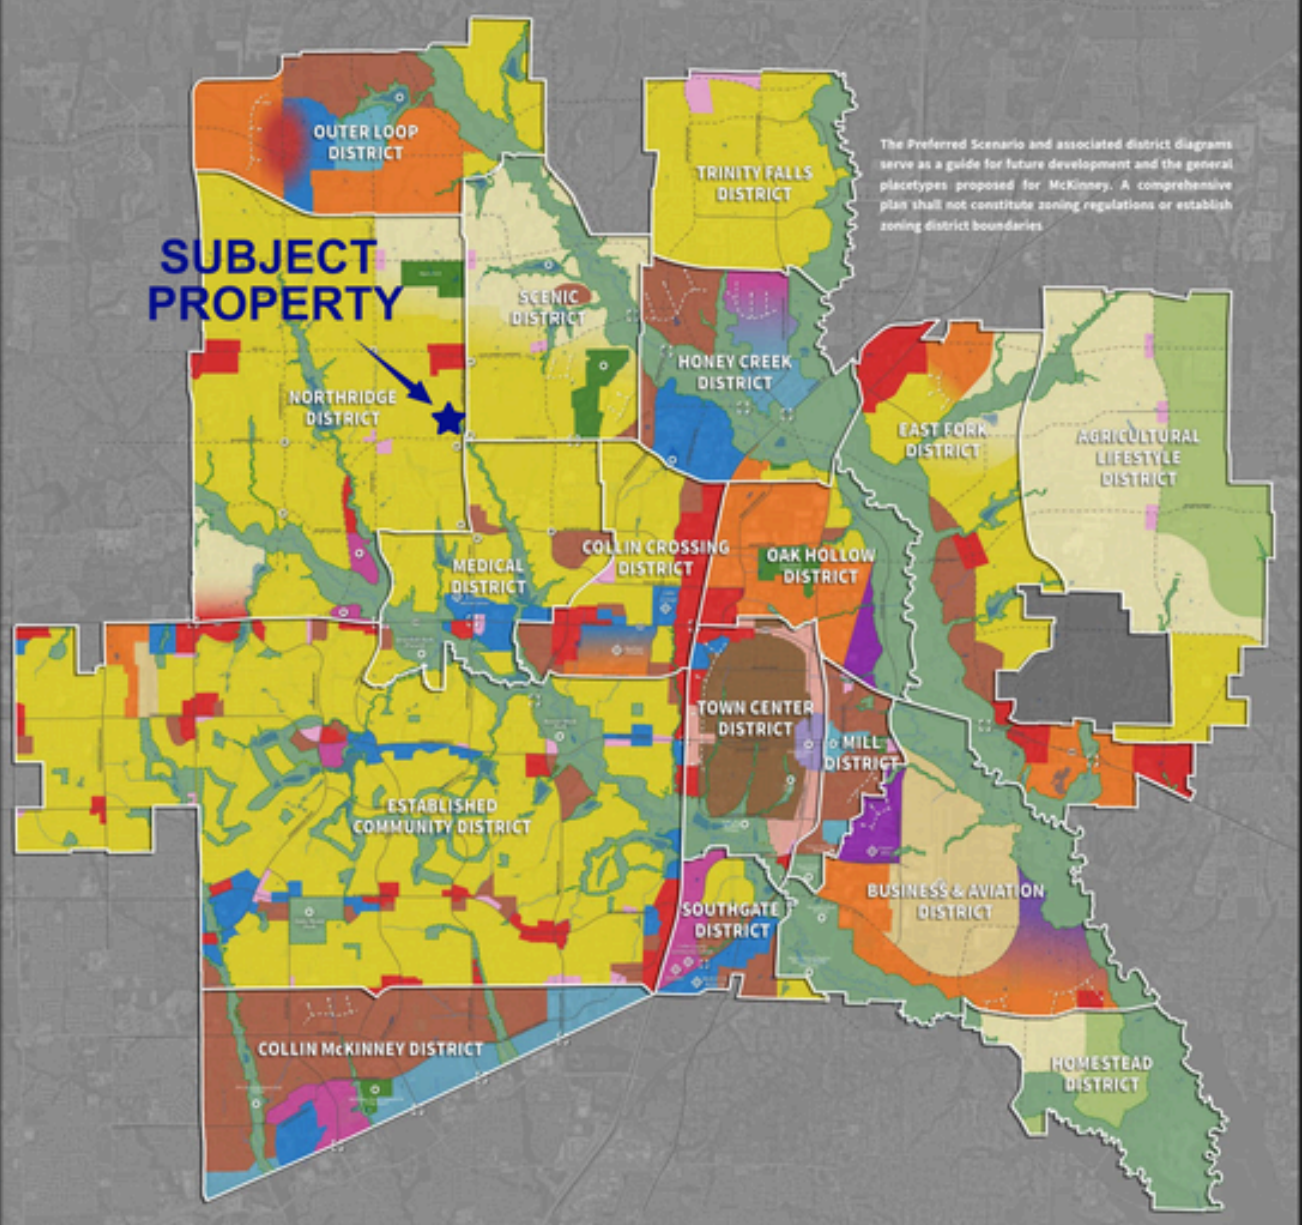 OUTER LOOP
DISTRICT
TRINITY FALLS
DISTRICT
The Preferred Scenario and associated district diagrams
serve as a guide for future development and the general
placetypes proposed for McKinney. A comprehensive
plan shall not constitute zoning regulations or establish
zoning district boundaries
SUBJECT
PROPERTY
SCENIC
DISTRICT
HONEY CREEK
DISTRICT
NORTHRIDGE
DISTRICT
EAST FORK
DISTRICT
AGRICULTURAL
LIFESTYLE
DISTRICT
COLLIN CROSSING
DISTRICT
OAK HOLLOW
DISTRICT
MEDICAL
DISTRICT
TOWN CENTER
DISTRICT
MILL
DISTRICT
ESTABLISHED
COMMUNITY DISTRICT
BUSINESS & AVIATION
DISTRICT
SOUTHGATE
DISTRICT
COLLIN McKINNEY DISTRICT
HOMESTEAD
DISTRICT